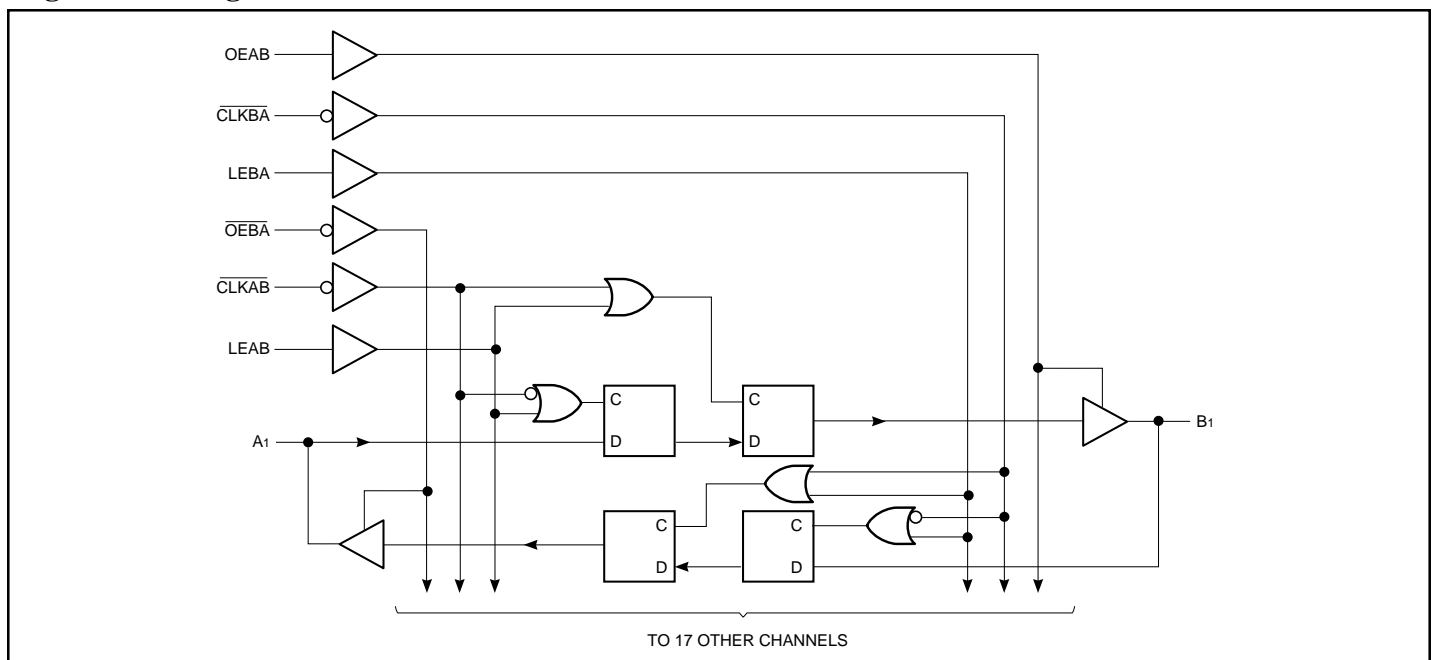 OEAB
CLKBA
LEBA
OEBA
CLKAB
LEAB
C
C
D
D
A1
B1
C
C
D
D
TO 17 OTHER CHANNELS